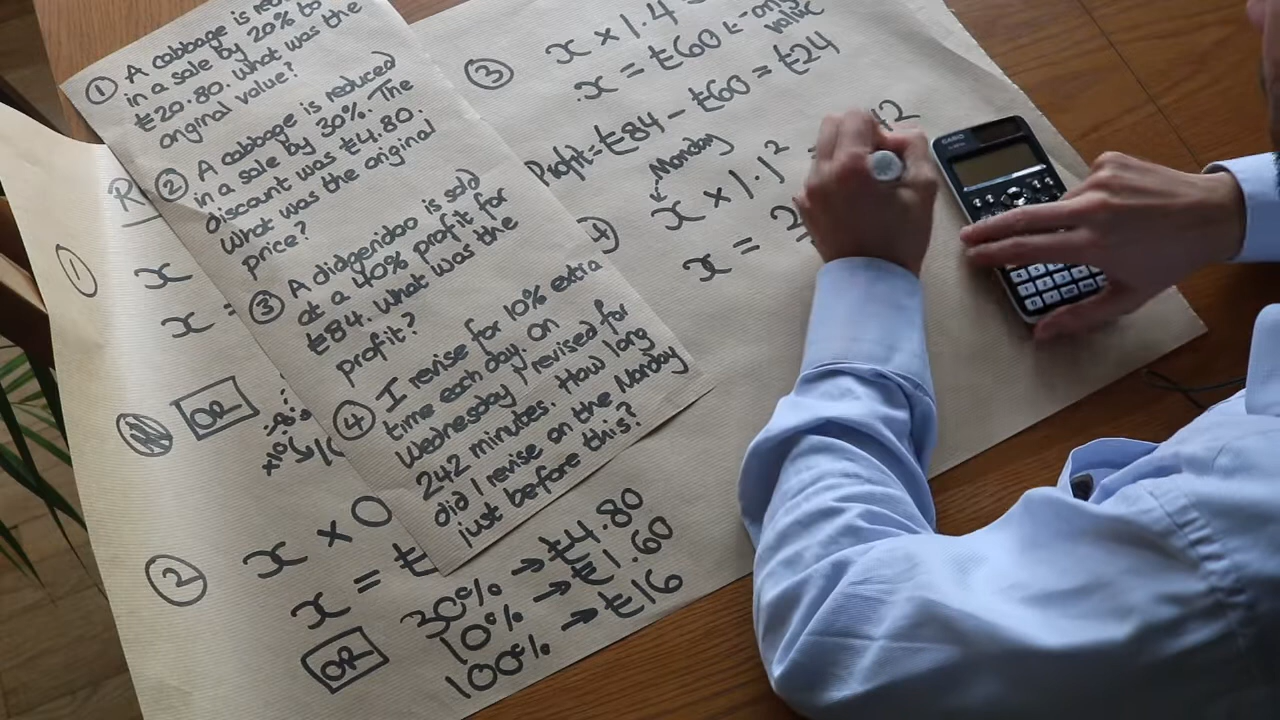 ① A cabbage is
in a sale by 20% to
£20.80. What was the
original value?
② A cabbage is reduced
in a sale by 30%. The
discount was £4.80.
What was the original
price?
③ A didgeridoo is sold
at a 40% profit for
£84. What was the
profit?
④ I revise for 10% extra
time each day. On
Wednesday I revised for
242 minutes. How long
did I revise on the Monday
just before this?
R
① x
x =
OR
② x × 0
x = £
OR
30% → £4.80
10% → £1.60
100% → £16
③ x × 1.4
x = £60 ← original
value
Profit = £84 - £60 = £24
Monday
④ x × 1.1² = 42
x = 2
CASIO